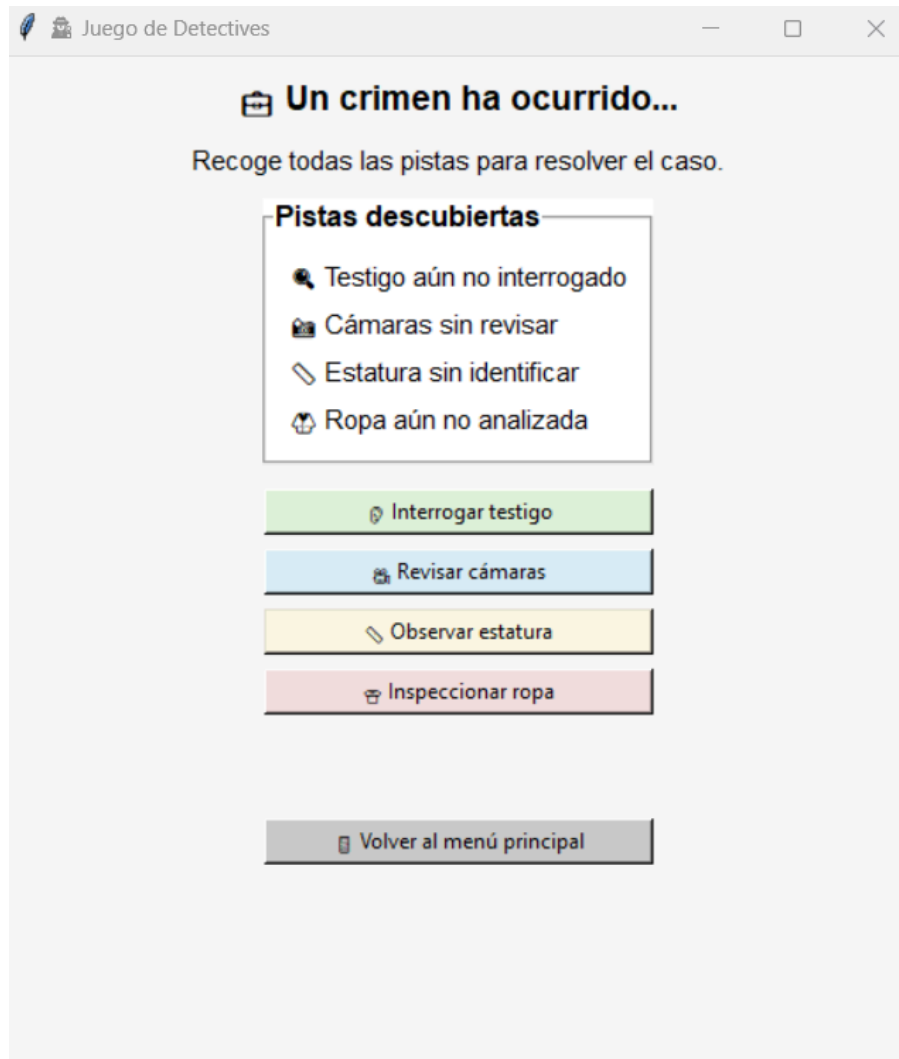 Juego de Detectives
Un crimen ha ocurrido...
Recoge todas las pistas para resolver el caso.
Pistas descubiertas
Testigo aún no interrogado
Cámaras sin revisar
Estatura sin identificar
Ropa aún no analizada
Interrogar testigo
Revisar cámaras
Observar estatura
Inspeccionar ropa
Volver al menú principal